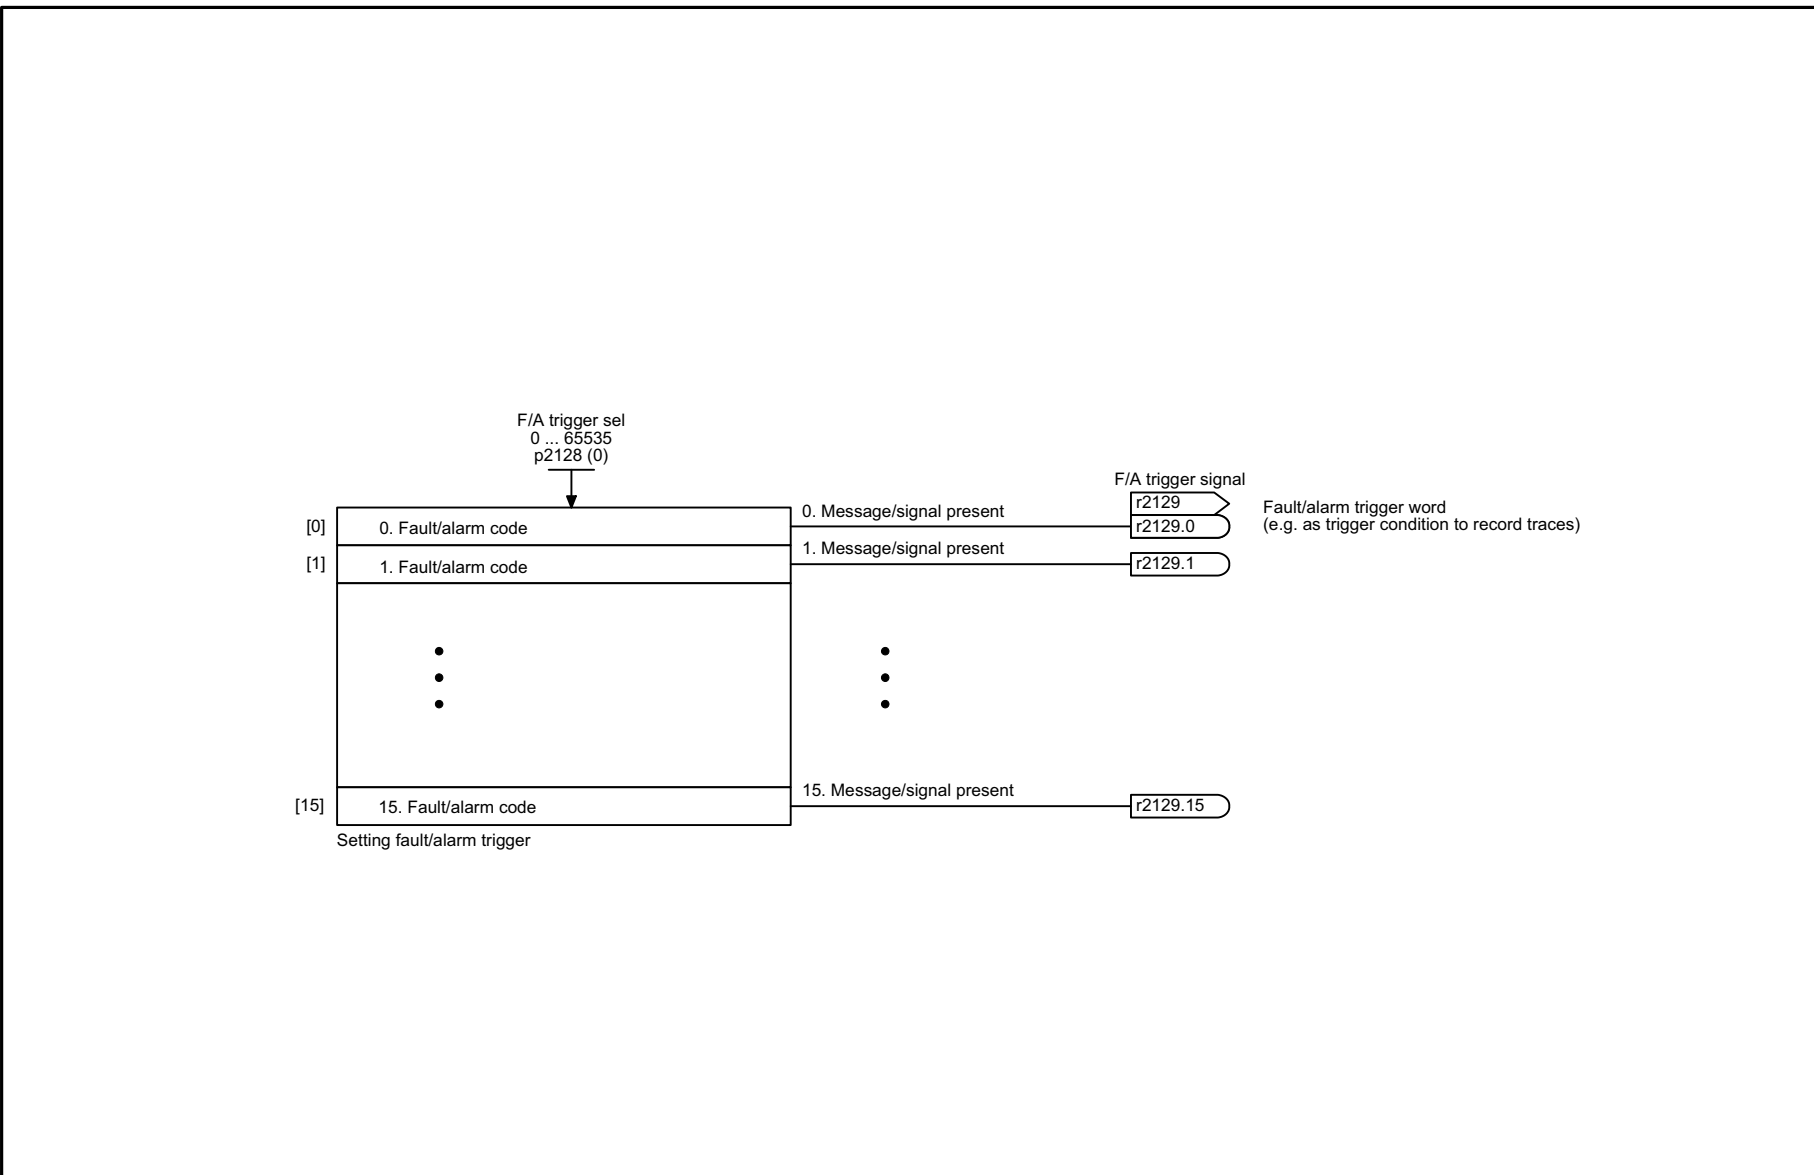 F/A trigger sel
0 ... 65535
p2128 (0)
F/A trigger signal
r2129
0. Message/signal present
Fault/alarm trigger word
[0]
0. Fault/alarm code
r2129.0
(e.g. as trigger condition to record traces)
1. Message/signal present
[1]
1. Fault/alarm code
r2129.1
15. Message/signal present
[15]
15. Fault/alarm code
r2129.15
Setting fault/alarm trigger